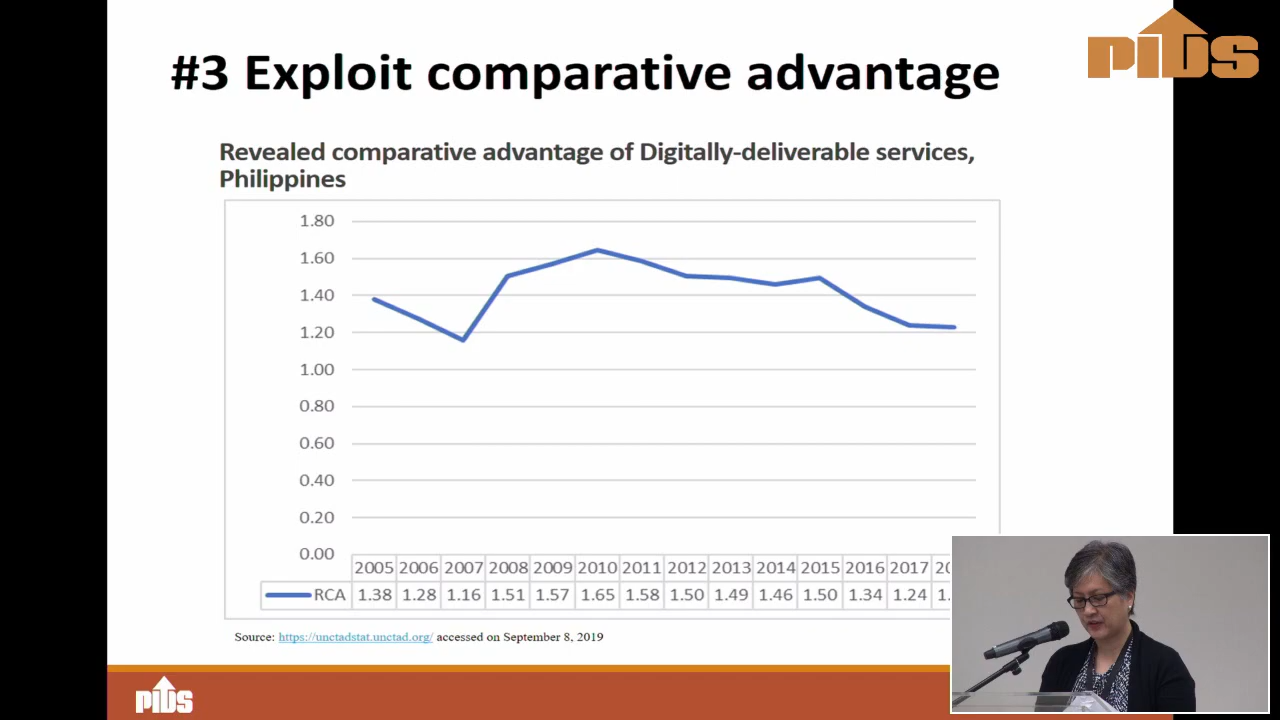 PIDS
#3 Exploit comparative advantage
Revealed comparative advantage of Digitally-deliverable services,
Philippines
1.80
1.60
1.40
1.20
1.00
0.80
0.60
0.40
0.20
0.00
2005 2006 2007 2008 2009 2010 2011 2012 2013 2014 2015 2016 2017
RCA 1.38 1.28 1.16 1.51 1.57 1.65 1.58 1.50 1.49 1.46 1.50 1.34 1.24
Source: https://unctadstat.unctad.org/ accessed on September 8, 2019
PIDS